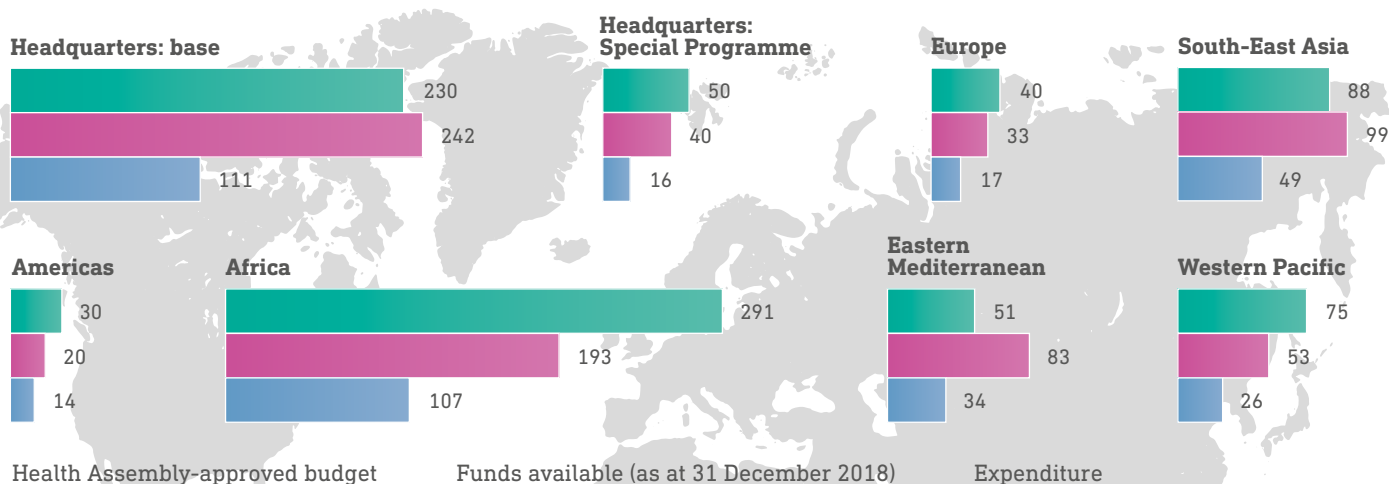 Headquarters: base
230
242
111
Headquarters:
Special Programme
50
40
16
Europe
40
33
17
South-East Asia
88
99
49
Americas
30
20
14
Africa
291
193
107
Eastern
Mediterranean
51
83
34
Western Pacific
75
53
26
Health Assembly-approved budget
Funds available (as at 31 December 2018)
Expenditure